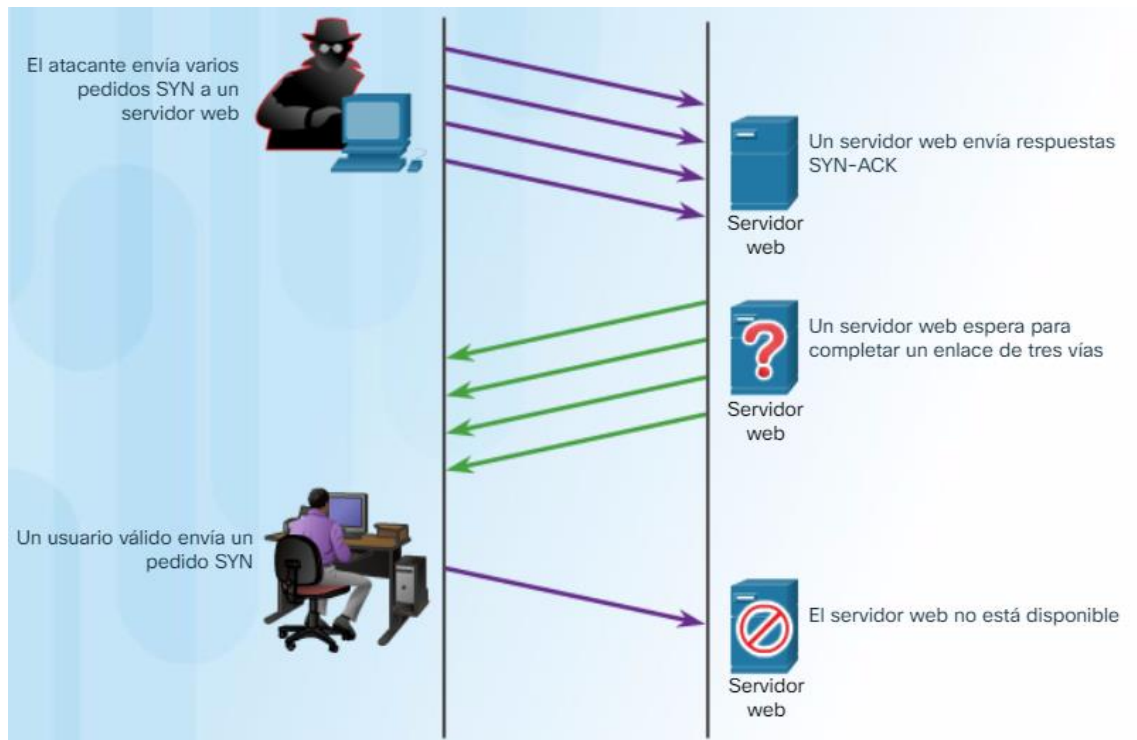 El atacante envía varios
pedidos SYN a un
servidor web
Un servidor web envía respuestas
SYN-ACK
Servidor
web
Un servidor web espera para
completar un enlace de tres vías
Servidor
web
Un usuario válido envía un
pedido SYN
El servidor web no está disponible
Servidor
web